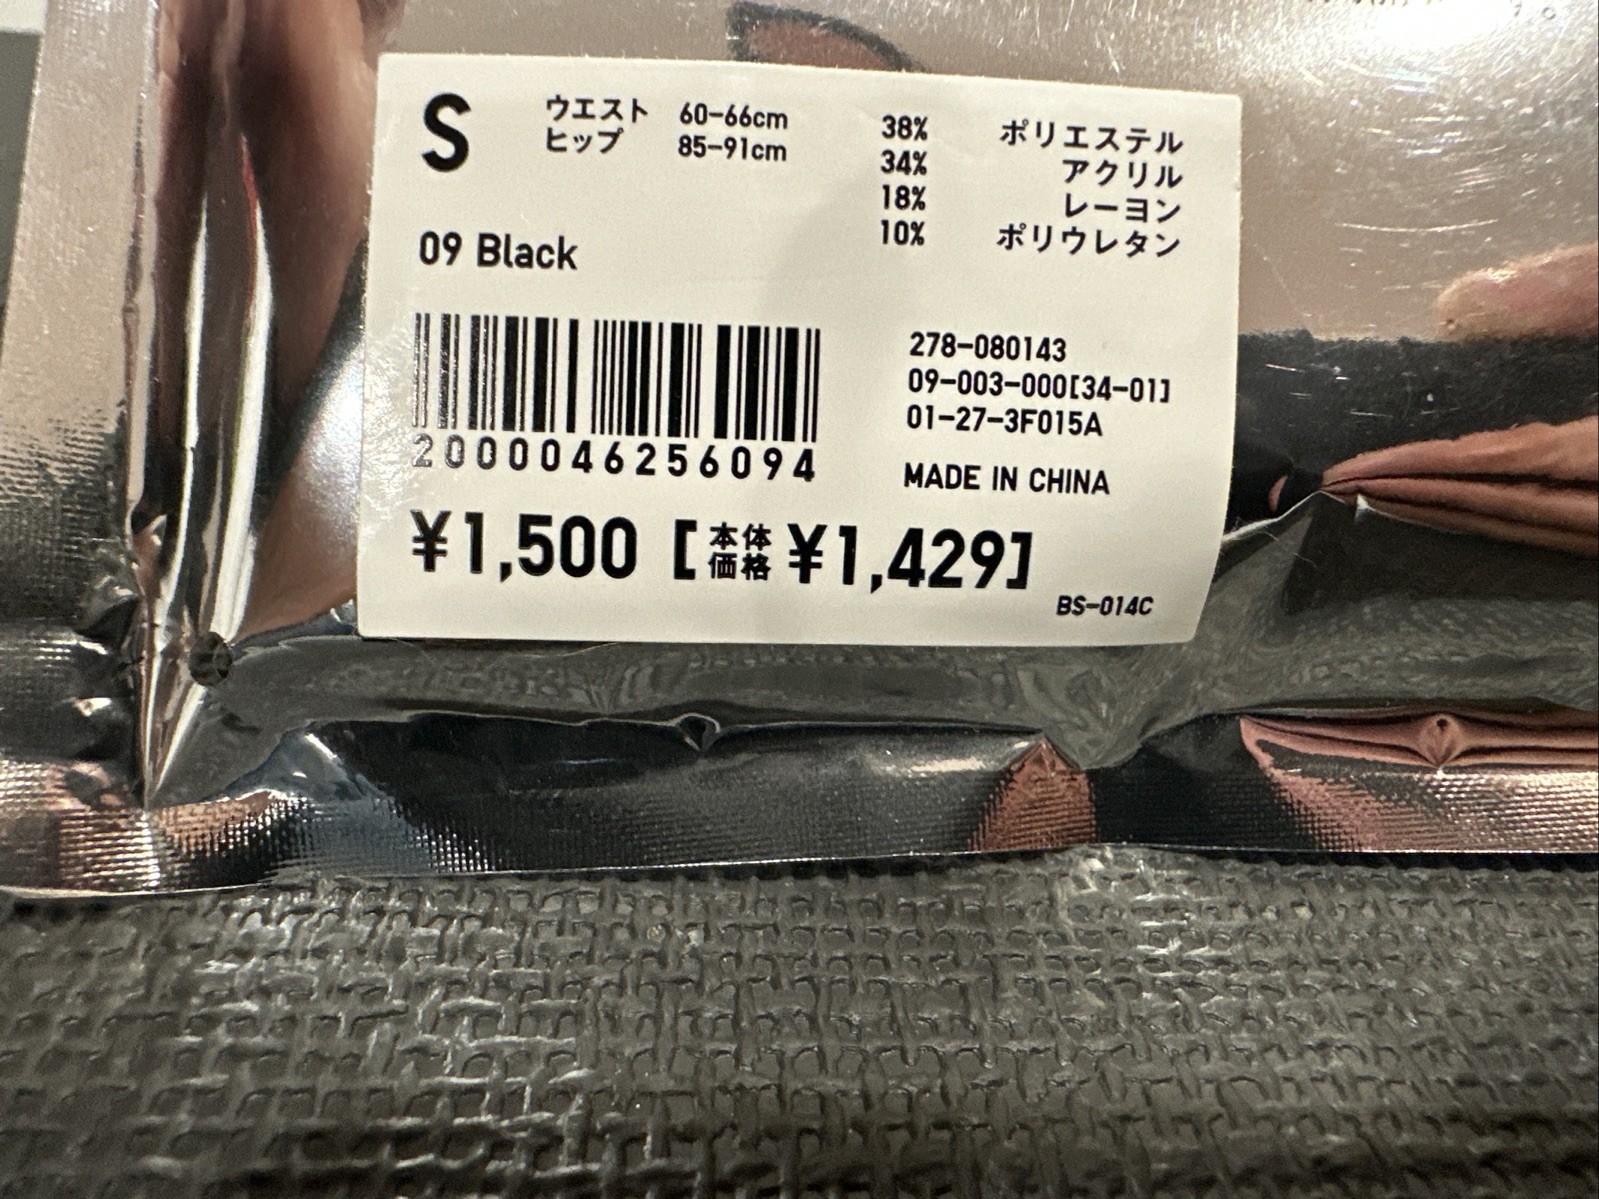 S
ウエスト 60-66cm
ヒップ 85-91cm
38% ポリエステル
34% アクリル
18% レーヨン
10% ポリウレタン
09 Black
2000046256094
278-080143
09-003-000[34-01]
01-27-3F015A
MADE IN CHINA
¥1,500 [本体価格 ¥1,429]
BS-014C